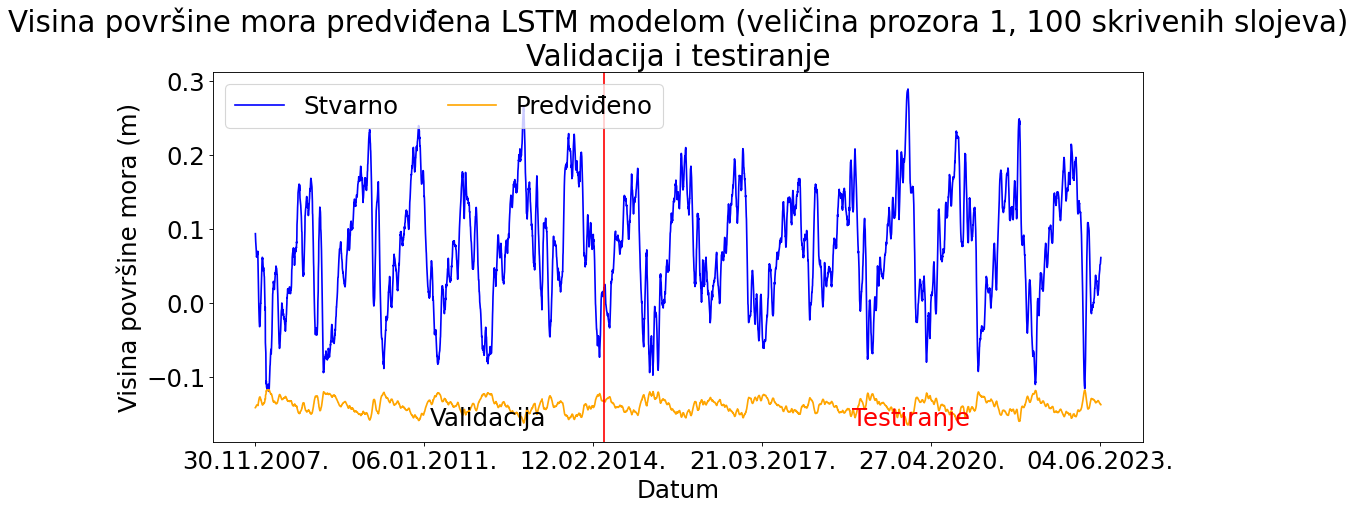 Visina površine mora predviđena LSTM modelom (veličina prozora 1, 100 skrivenih slojeva)
Validacija i testiranje
Stvarno
Predviđeno
Visina površine mora (m)
0.3
0.2
0.1
0.0
−0.1
Validacija
Testiranje
30.11.2007.
06.01.2011.
12.02.2014.
21.03.2017.
27.04.2020.
04.06.2023.
Datum